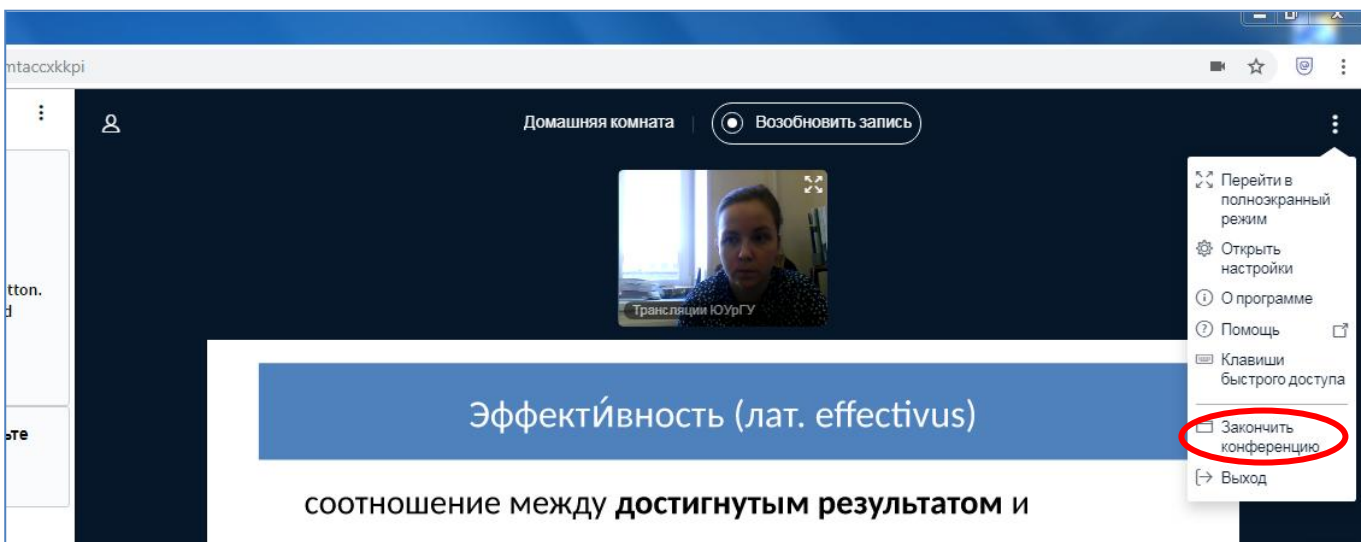 mtaccxkkpi
Домашняя комната
Возобновить запись
Перейти в
полноэкранный
режим
Открыть
настройки
О программе
Помощь
Клавиши
быстрого доступа
Закончить
конференцию
Выход
tton.
d
ьте
Трансляции ЮУрГУ
Эффекти́вность (лат. effectivus)
соотношение между достигнутым результатом и